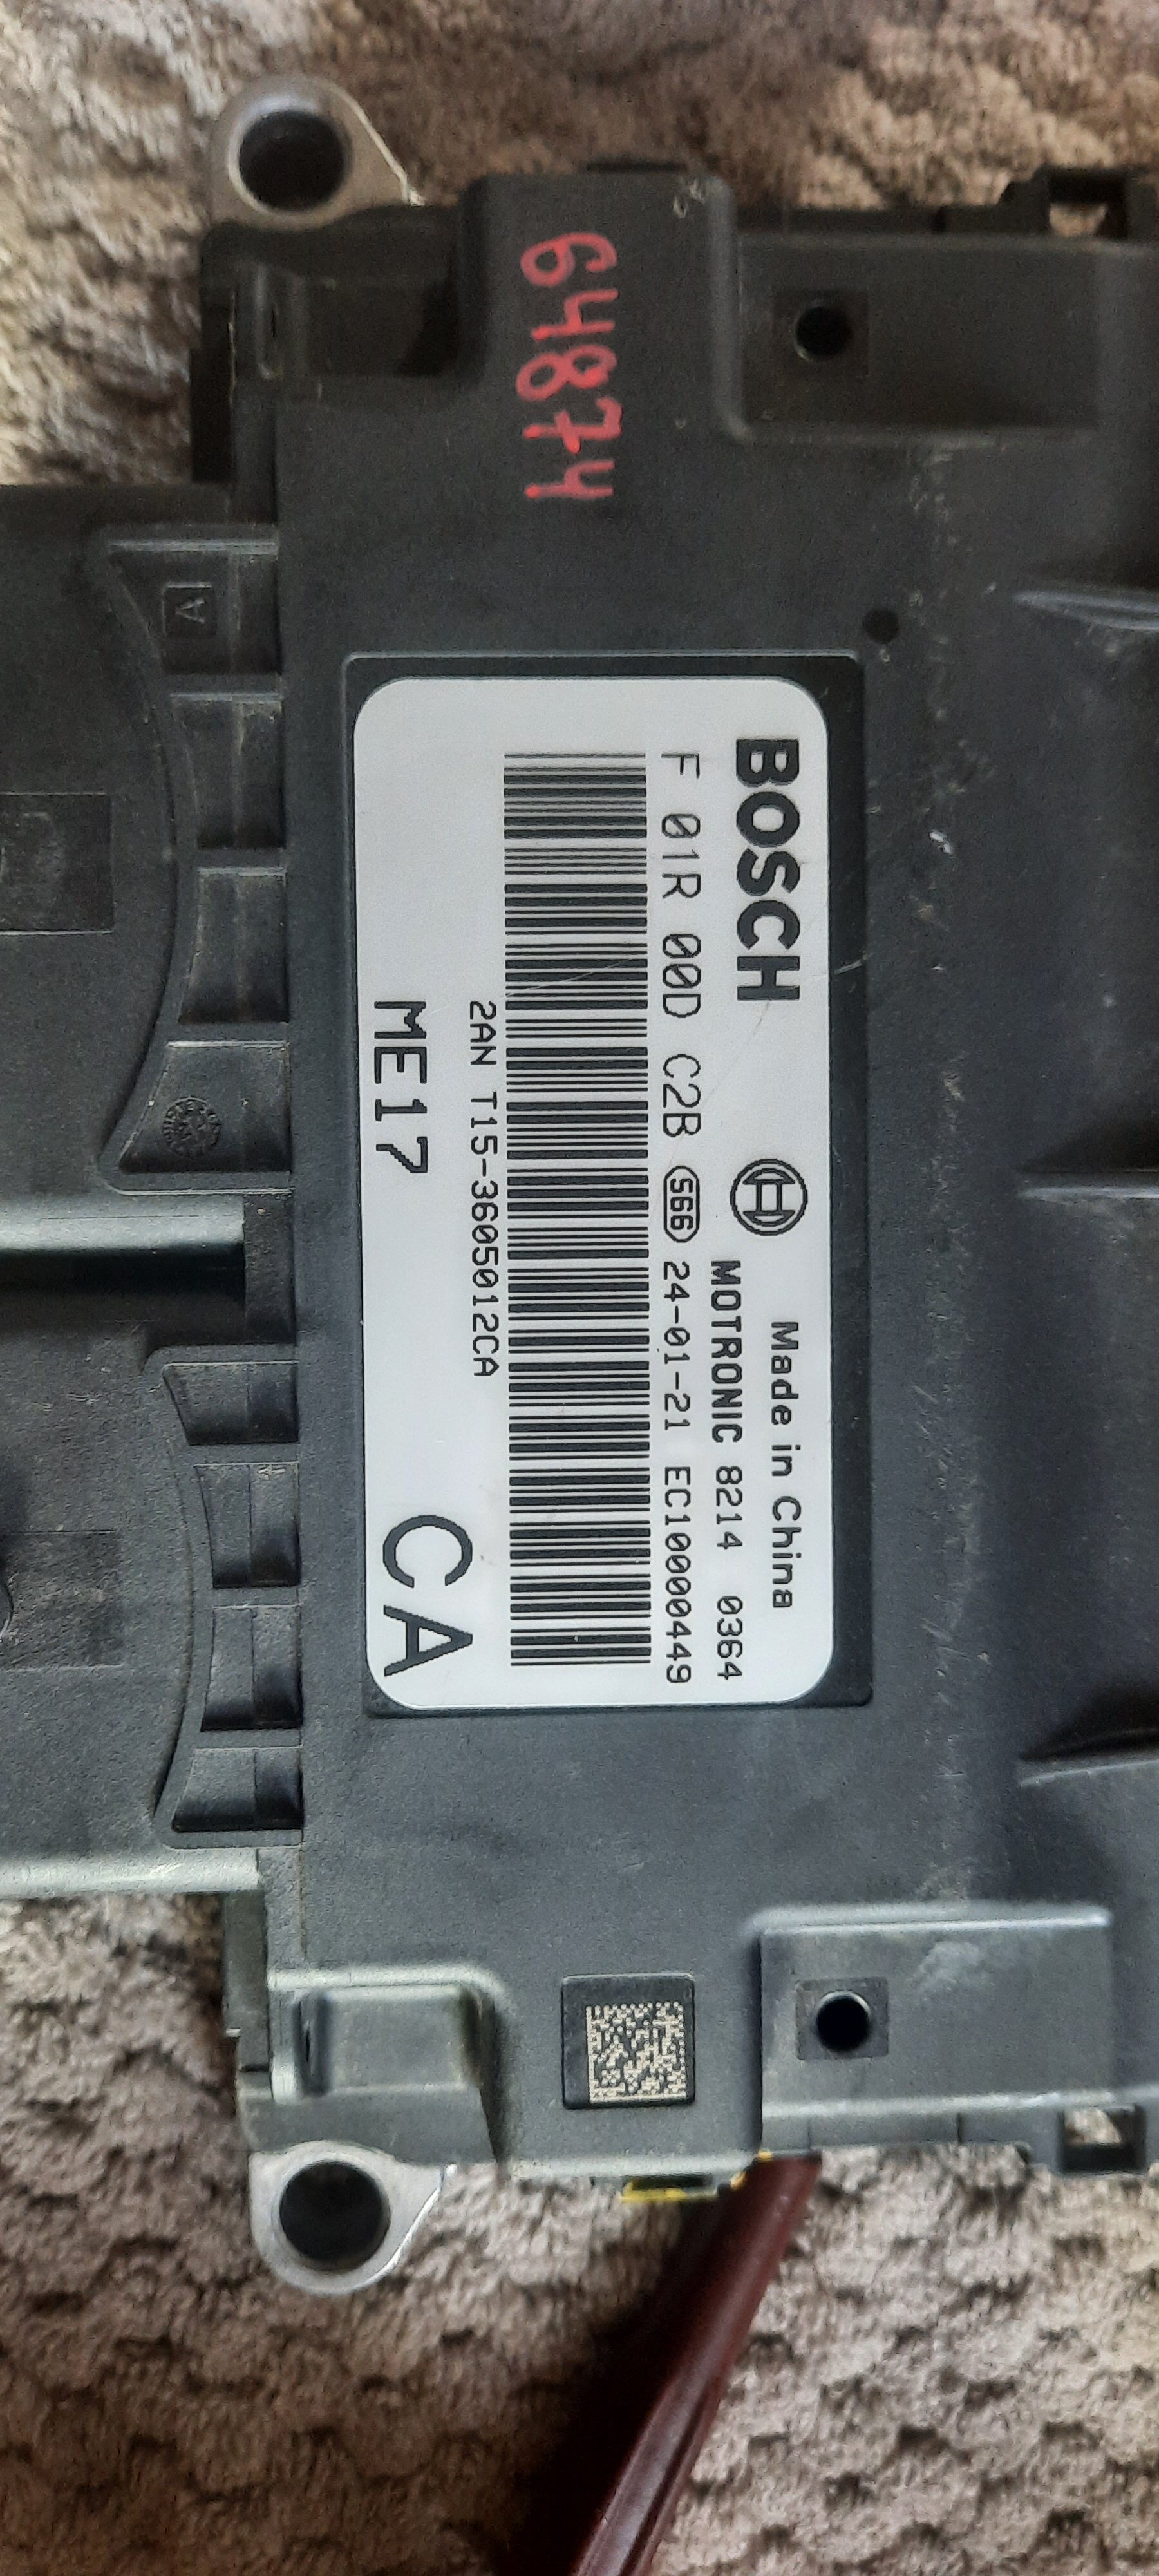 64874
A
BOSCH
Made in China
MOTRONIC 8214 0364
F 01R 00D C2B 566 24-01-21 EC10000449
2AN T15-3605012CA
ME17
CA